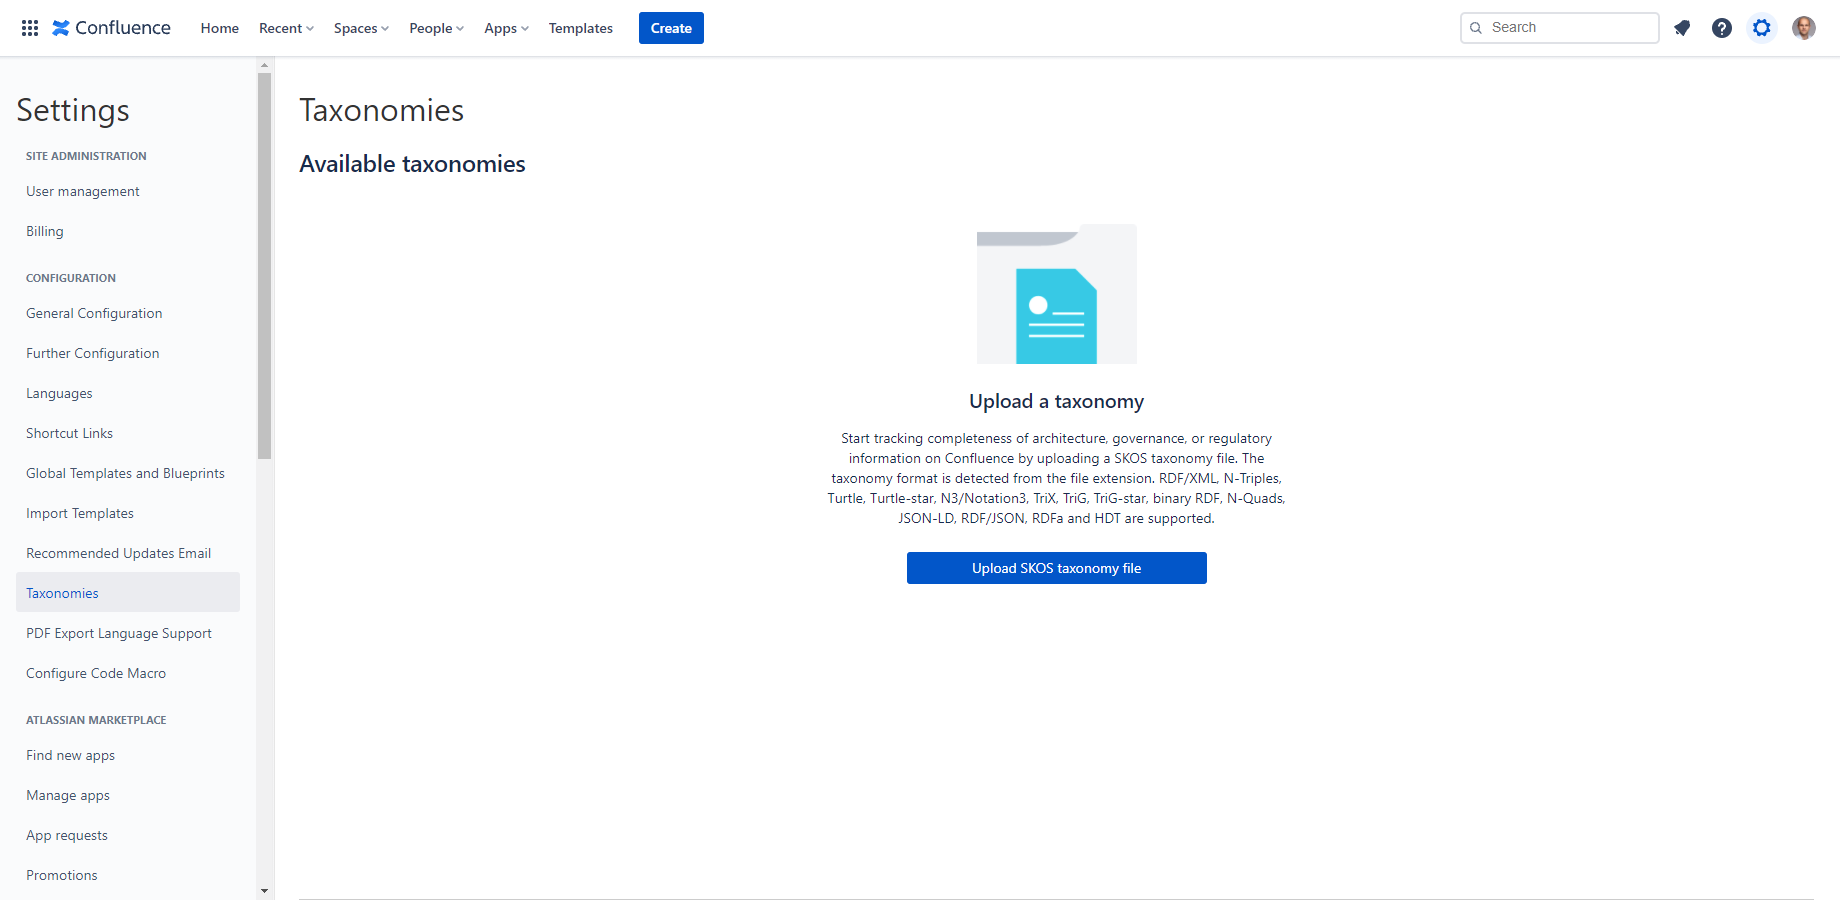 Confluence
Home
Recent
Spaces
People
Apps
Templates
Create
Search
Settings
SITE ADMINISTRATION
User management
Billing
CONFIGURATION
General Configuration
Further Configuration
Languages
Shortcut Links
Global Templates and Blueprints
Import Templates
Recommended Updates Email
Taxonomies
PDF Export Language Support
Configure Code Macro
ATLASSIAN MARKETPLACE
Find new apps
Manage apps
App requests
Promotions
Taxonomies
Available taxonomies
Upload a taxonomy
Start tracking completeness of architecture, governance, or regulatory
information on Confluence by uploading a SKOS taxonomy file. The
taxonomy format is detected from the file extension. RDF/XML, N-Triples,
Turtle, Turtle-star, N3/Notation3, TriX, TriG, TriG-star, binary RDF, N-Quads,
JSON-LD, RDF/JSON, RDFa and HDT are supported.
Upload SKOS taxonomy file